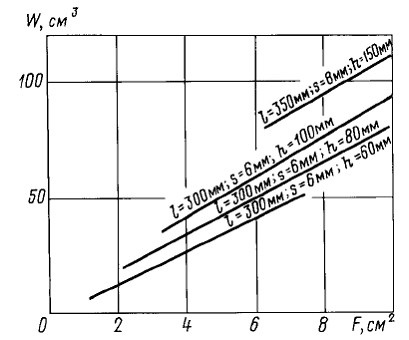 W, см³
100
50
0
2
4
6
8
F, см²
l=350мм; s=8мм; h=150мм
l=300мм; s=6мм, h=100мм
l=300мм; s=6мм; h=80мм
l=300мм; s=6мм; h=60мм